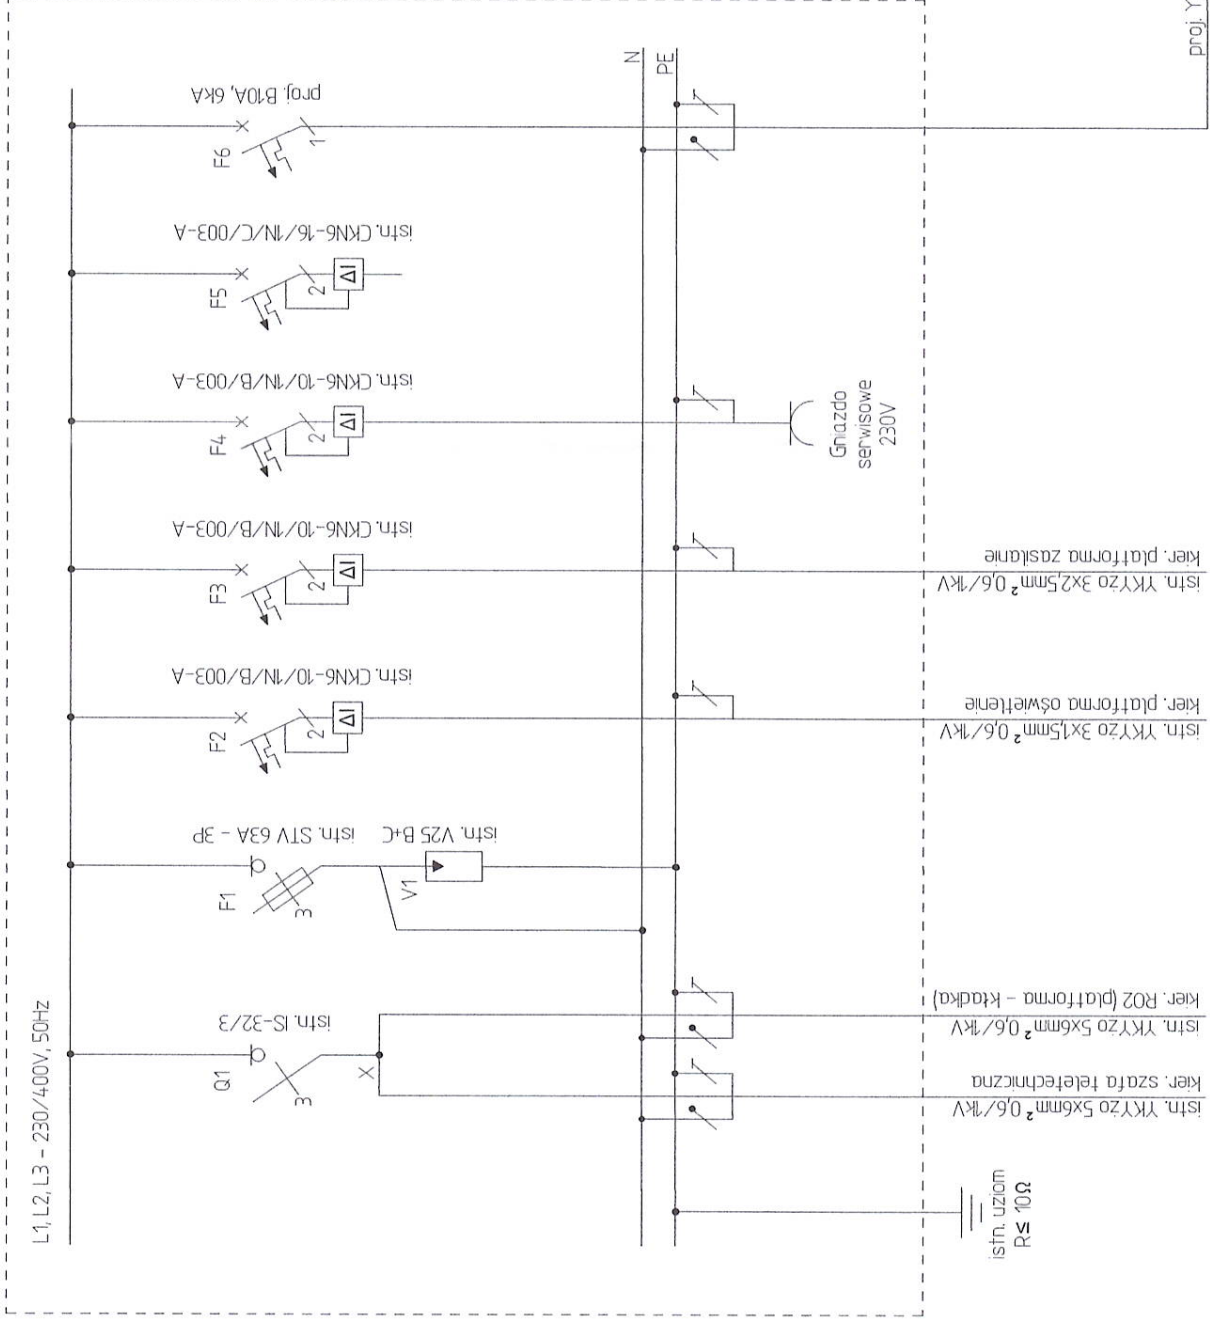 L1, L2, L3 - 230/400V, 50Hz
Q1
3
istn. IS-32/3
X
F1
3
istn. STV 63A - 3P
V1
istn. V25 B+C
F2
2
ΔI
istn. CKN6-10/1N/B/003-A
F3
2
ΔI
istn. CKN6-10/1N/B/003-A
F4
2
ΔI
istn. CKN6-10/1N/B/003-A
F5
2
ΔI
istn. CKN6-16/1N/C/003-A
F6
1
proj. B10A, 6kA
N
PE
istn. uziom
R≤ 10Ω
istn. YKYżo 5x6mm² 0,6/1kV
kier. szafa teletechniczna
istn. YKYżo 5x6mm² 0,6/1kV
kier. RO2 (platforma - kładka)
istn. YKYżo 3x1,5mm² 0,6/1kV
kier. platforma oświetlenie
istn. YKYżo 3x2,5mm² 0,6/1kV
kier. platforma zasilanie
Gniazdo
serwisowe
230V
proj. Y